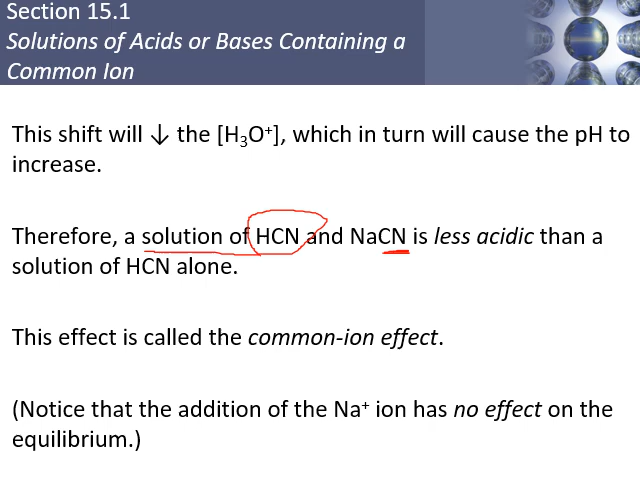 Section 15.1
Solutions of Acids or Bases Containing a
Common Ion
This shift will ↓ the [H₃O⁺], which in turn will cause the pH to
increase.
Therefore, a solution of HCN and NaCN is less acidic than a
solution of HCN alone.
This effect is called the common-ion effect.
(Notice that the addition of the Na⁺ ion has no effect on the
equilibrium.)